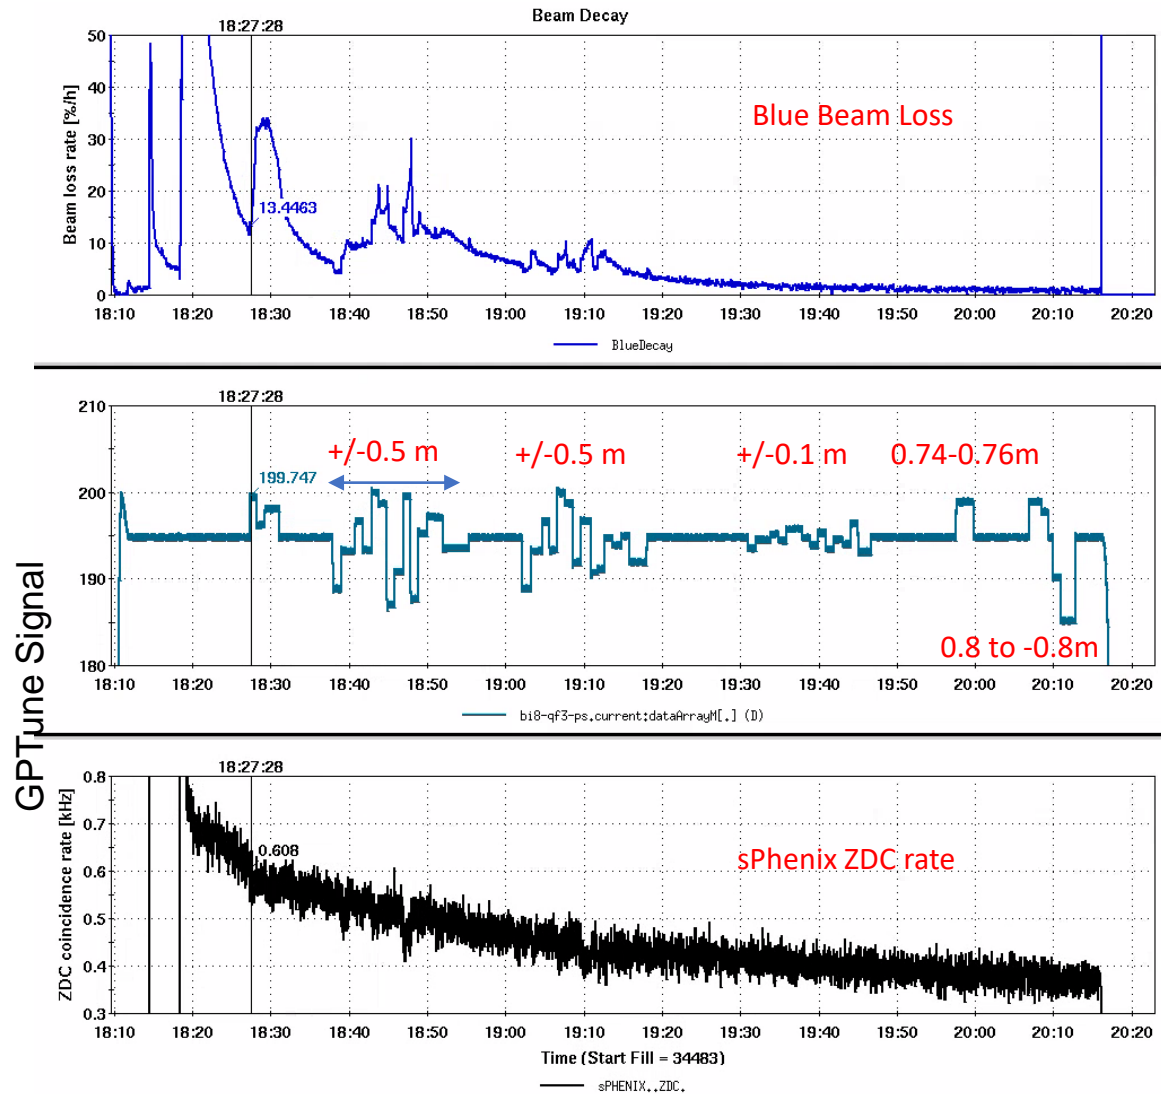 Beam Decay
18:27:28
50
40
30
20
10
0
Beam loss rate [%/h]
Blue Beam Loss
13.4463
18:10 18:20 18:30 18:40 18:50 19:00 19:10 19:20 19:30 19:40 19:50 20:00 20:10 20:20
BlueDecay
GPTune Signal
18:27:28
210
200
190
180
199.747
+/-0.5 m
+/-0.5 m
+/-0.1 m
0.74-0.76m
0.8 to -0.8m
18:10 18:20 18:30 18:40 18:50 19:00 19:10 19:20 19:30 19:40 19:50 20:00 20:10 20:20
bi8-qf3-ps.current:dataArrayM[.] (D)
18:27:28
0.8
0.7
0.6
0.5
0.4
0.3
ZDC coincidence rate [kHz]
0.608
sPhenix ZDC rate
18:10 18:20 18:30 18:40 18:50 19:00 19:10 19:20 19:30 19:40 19:50 20:00 20:10 20:20
Time (Start Fill = 34483)
sPHENIX..ZDC.